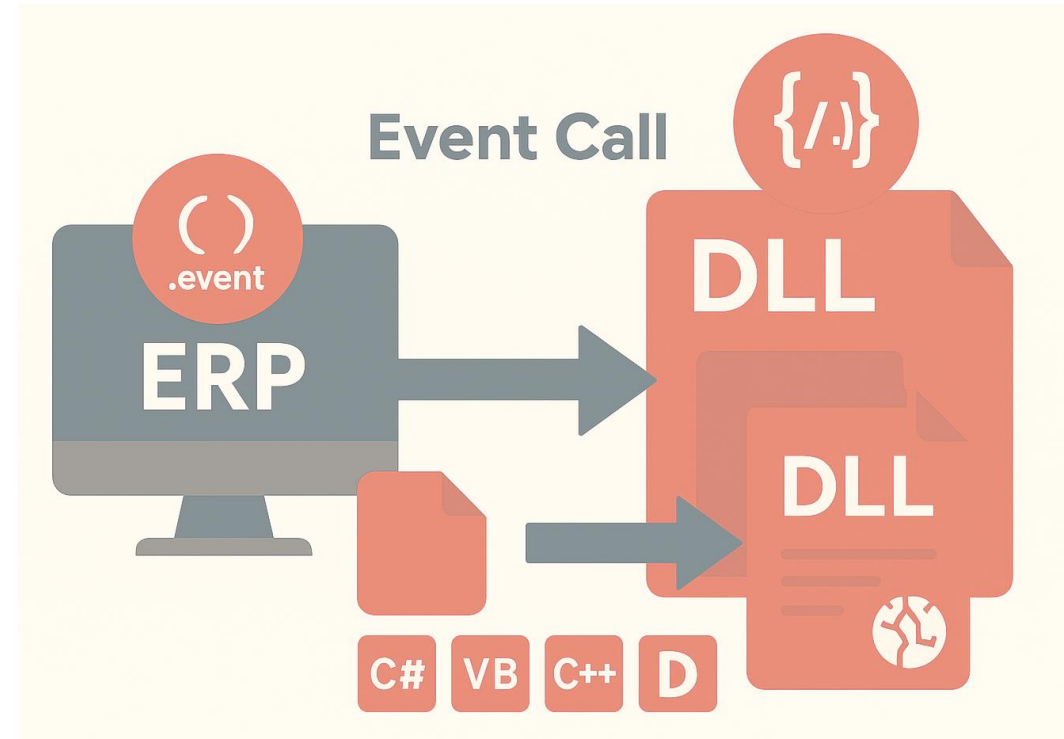 Event Call
{/.)}
( )
.event
ERP
DLL
DLL
C# VB C++ D